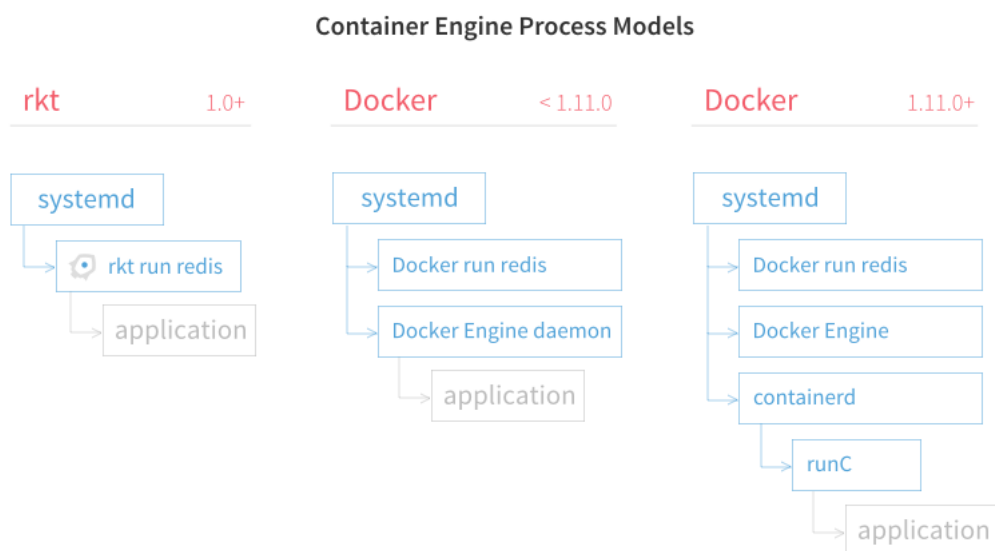 Container Engine Process Models
rkt 1.0+
systemd
rkt run redis
application
Docker < 1.11.0
systemd
Docker run redis
Docker Engine daemon
application
Docker 1.11.0+
systemd
Docker run redis
Docker Engine
containerd
runC
application